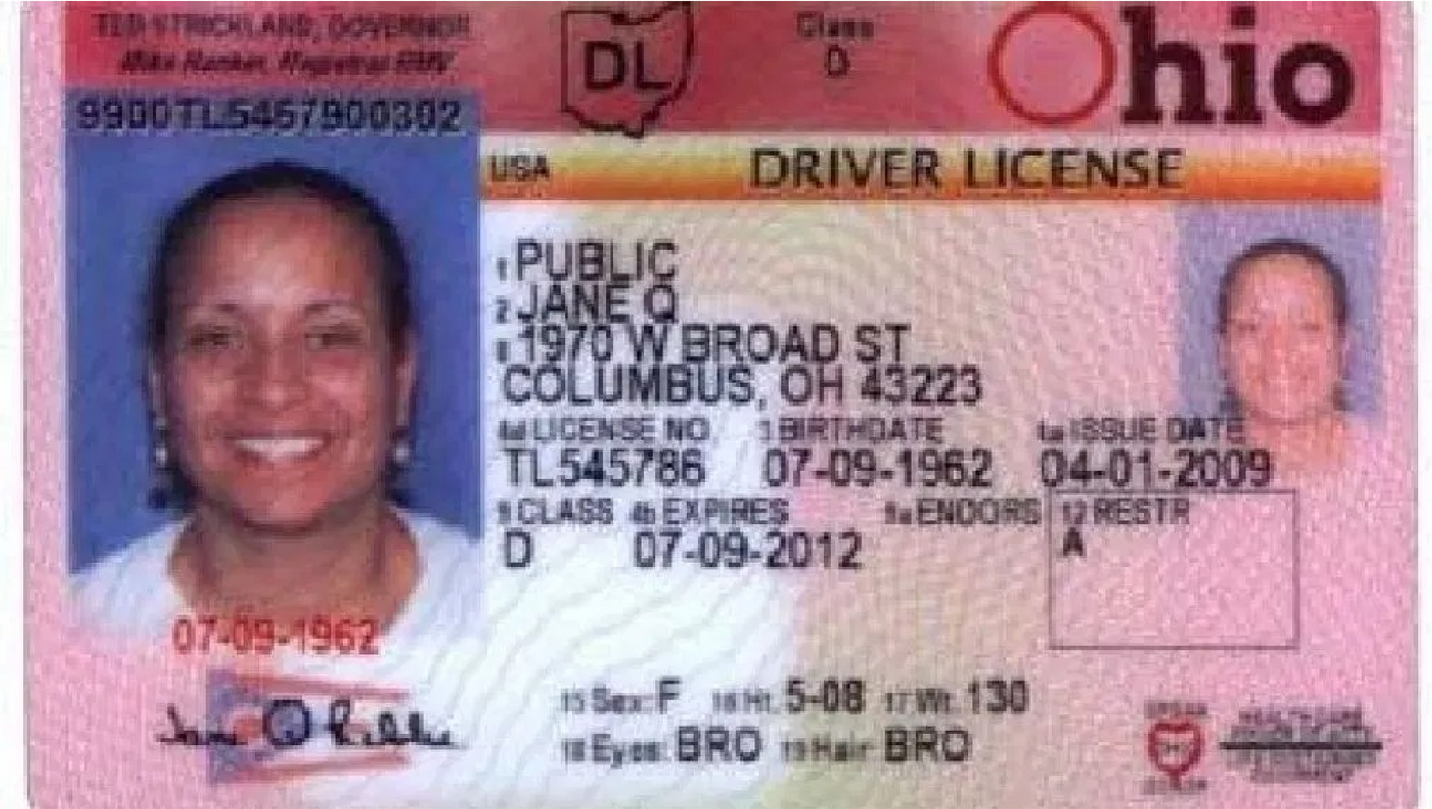 TED STRICKLAND, GOVERNOR
Mike Rankin, Registrar BMV
DL
Class
D
Ohio
9900TL5457800302
USA
DRIVER LICENSE
1 PUBLIC
2 JANE Q
8 1970 W BROAD ST
COLUMBUS, OH 43223
4d LICENSE NO 3 BIRTHDATE 4a ISSUE DATE
TL545786 07-09-1962 04-01-2009
9 CLASS 4b EXPIRES 9a ENDORS 12 RESTR
D 07-09-2012 A
07-09-1962
Jane Q Public
15 Sex: F 16 Ht. 5-08 17 Wt. 130
18 Eyes: BRO 19 Hair BRO
ORGAN
DONOR